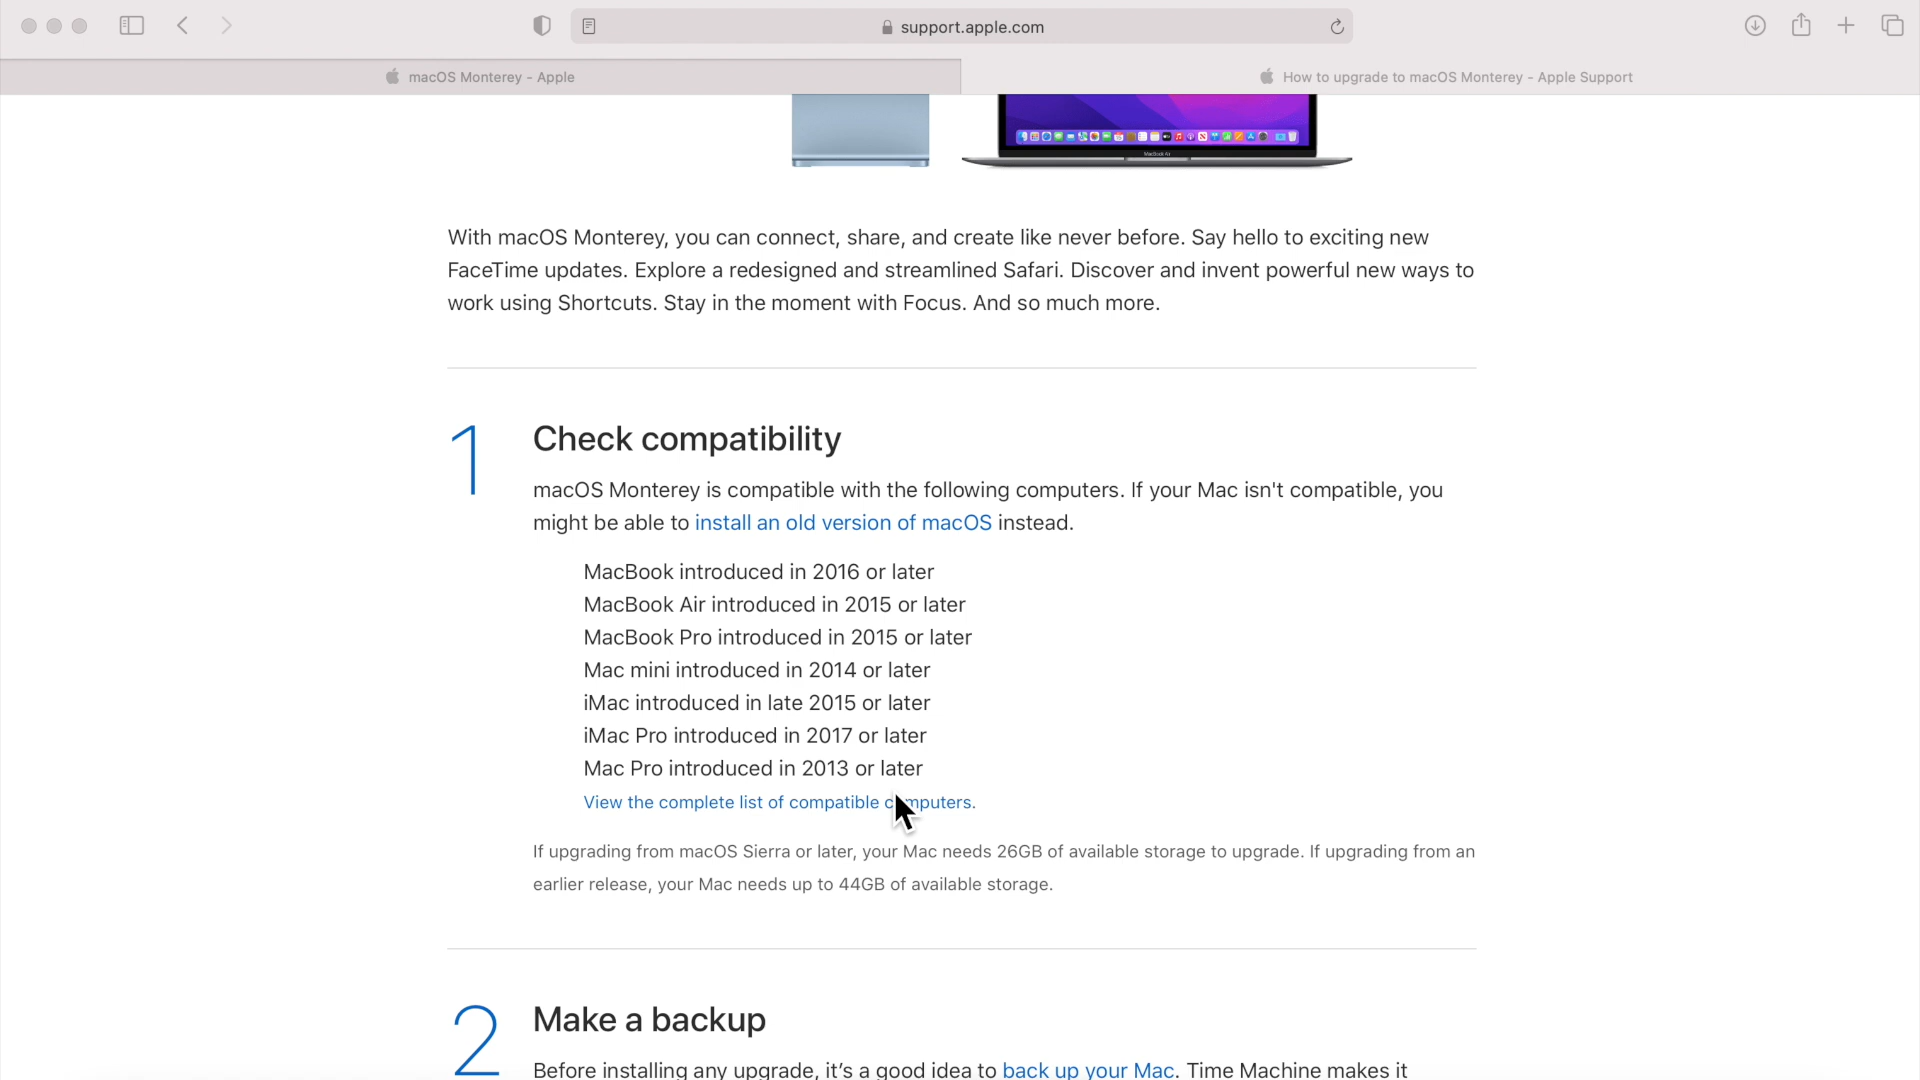 support.apple.com
macOS Monterey - Apple
How to upgrade to macOS Monterey - Apple Support
MacBook Air
With macOS Monterey, you can connect, share, and create like never before. Say hello to exciting new
FaceTime updates. Explore a redesigned and streamlined Safari. Discover and invent powerful new ways to
work using Shortcuts. Stay in the moment with Focus. And so much more.
1
Check compatibility
macOS Monterey is compatible with the following computers. If your Mac isn't compatible, you
might be able to install an old version of macOS instead.
MacBook introduced in 2016 or later
MacBook Air introduced in 2015 or later
MacBook Pro introduced in 2015 or later
Mac mini introduced in 2014 or later
iMac introduced in late 2015 or later
iMac Pro introduced in 2017 or later
Mac Pro introduced in 2013 or later
View the complete list of compatible computers.
If upgrading from macOS Sierra or later, your Mac needs 26GB of available storage to upgrade. If upgrading from an
earlier release, your Mac needs up to 44GB of available storage.
2
Make a backup
Before installing any upgrade, it's a good idea to back up your Mac. Time Machine makes it